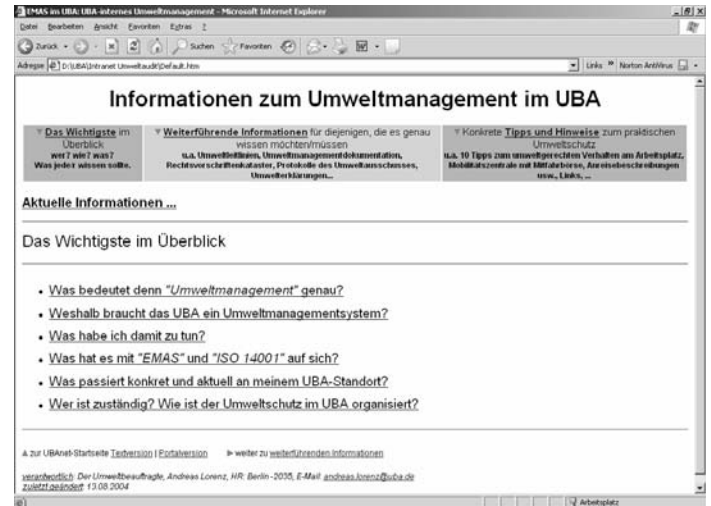 EMAS im UBA: UBA-internes Umweltmanagement - Microsoft Internet Explorer
Datei Bearbeiten Ansicht Favoriten Extras ?
Zurück Suchen Favoriten
Adresse D:\UBA\Intranet Umweltaudit\Default.htm Links Norton AntiVirus
Informationen zum Umweltmanagement im UBA
Das Wichtigste im
Überblick
wer? wie? was?
Was jede/r wissen sollte.
Weiterführende Informationen für diejenigen, die es genau
wissen möchten/müssen
u.a. Umweltleitlinien, Umweltmanagementdokumentation,
Rechtsvorschriftenkataster, Protokolle des Umweltausschusses,
Umwelterklärungen...
Konkrete Tipps und Hinweise zum praktischen
Umweltschutz
u.a. 10 Tipps zum umweltgerechten Verhalten am Arbeitsplatz,
Mobilitätszentrale mit Mitfahrbörse, Anreisebeschreibungen
usw., Links, ...
Aktuelle Informationen ...
Das Wichtigste im Überblick
• Was bedeutet denn "Umweltmanagement" genau?
• Weshalb braucht das UBA ein Umweltmanagementsystem?
• Was habe ich damit zu tun?
• Was hat es mit "EMAS" und "ISO 14001" auf sich?
• Was passiert konkret und aktuell an meinem UBA-Standort?
• Wer ist zuständig? Wie ist der Umweltschutz im UBA organisiert?
zur UBAnet-Startseite Textversion | Portalversion weiter zu weiterführenden Informationen
verantwortlich: Der Umweltbeauftragte, Andreas Lorenz, HR: Berlin -2035, E-Mail: andreas.lorenz@uba.de
zuletzt geändert: 13.08.2004
Arbeitsplatz